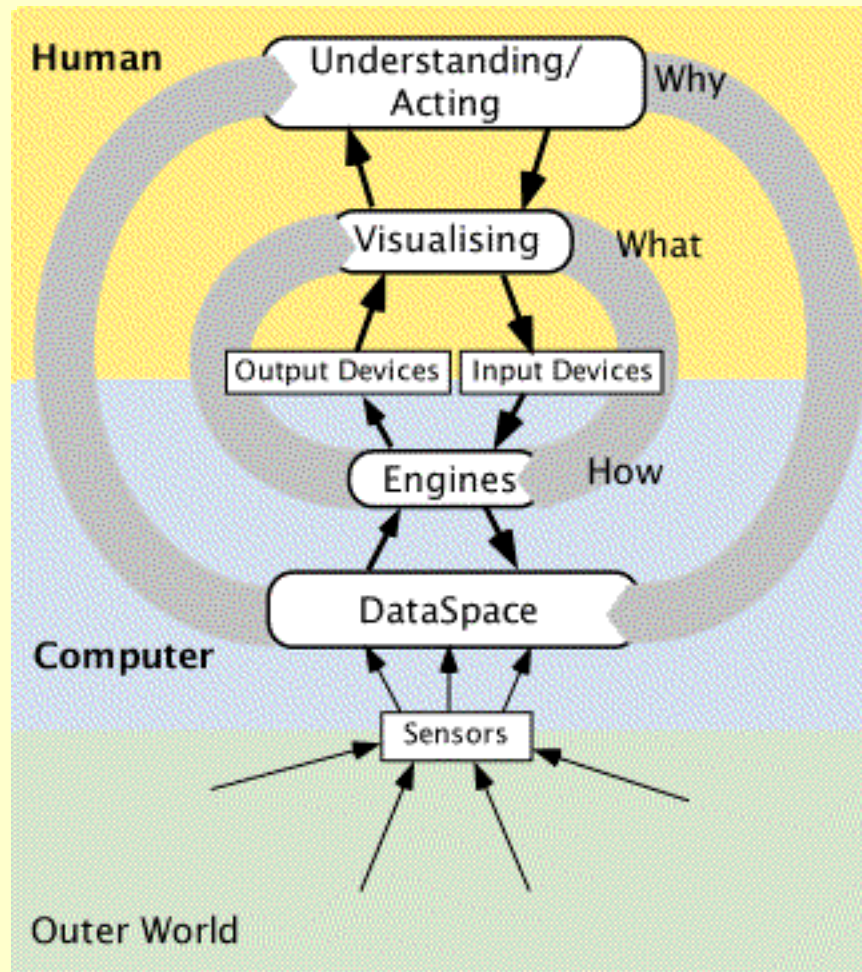 Human
Understanding/
Acting
Why
Visualising
What
Output Devices
Input Devices
Engines
How
DataSpace
Computer
Sensors
Outer World